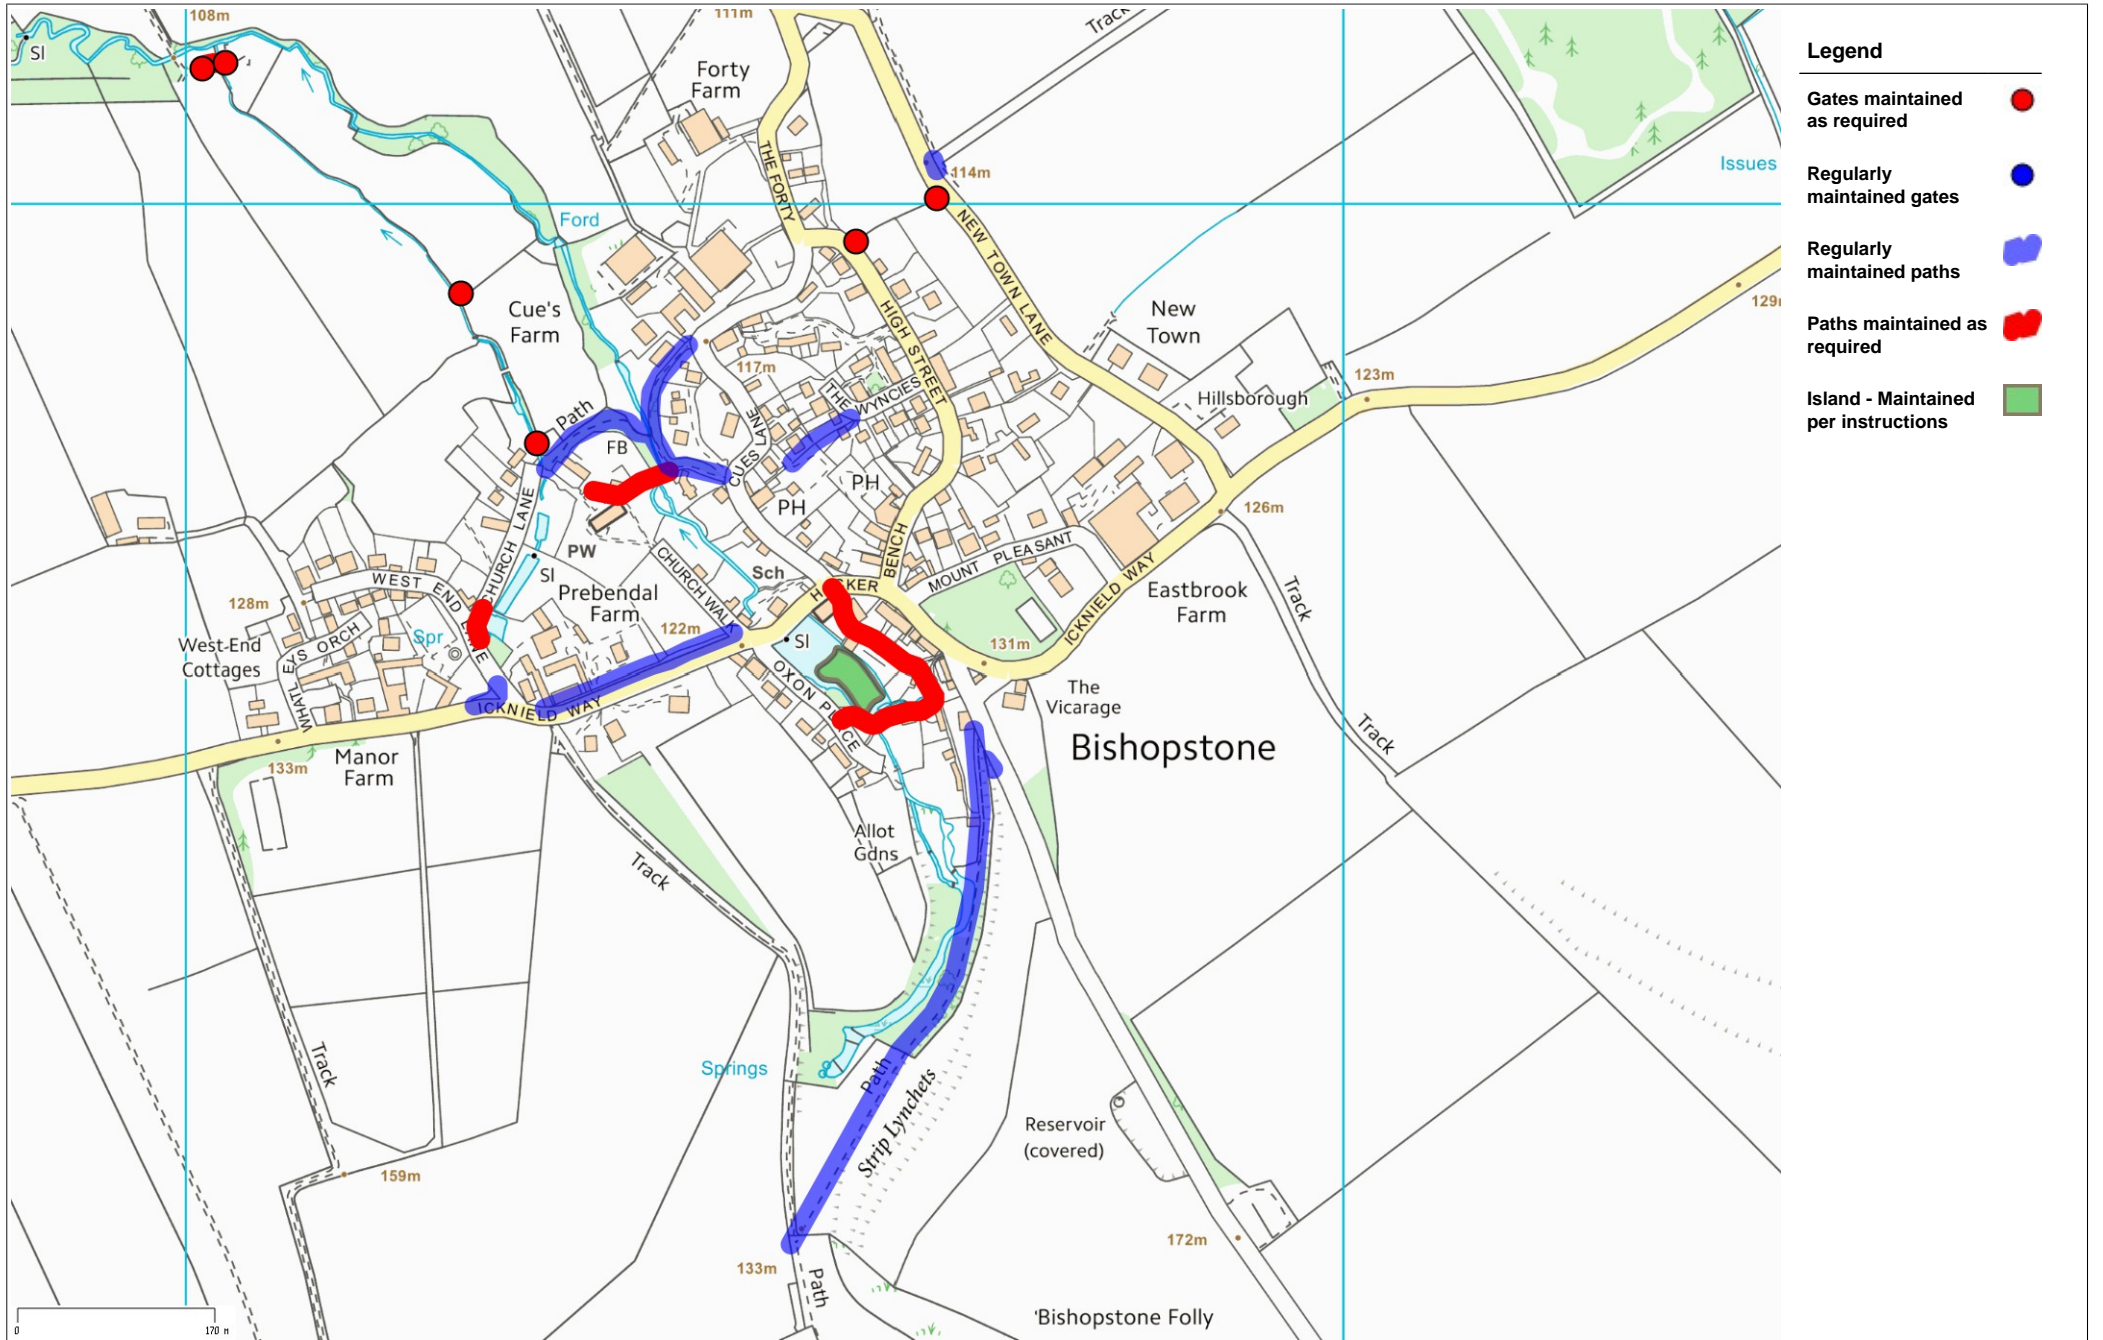 108m
111m
Track
SI
Forty
Farm
THE FORTY
114m
Issues
Ford
NEW TOWN LANE
Cue's
Farm
HIGH STREET
New
Town
129m
117m
123m
Hillsborough
THE WYNCIES
CUES LANE
Path
FB
PH
PH
126m
CHURCH LANE
PW
SI
CHURCH WALK
Sch
BENCH
MOUNT PLEASANT
ICKNIELD WAY
Eastbrook
Farm
Track
WEST END LANE
Prebendal
Farm
128m
West-End
Cottages
Spr
122m
SI
131m
OXON PLACE
The
Vicarage
ICKNIELD WAY
Manor
Farm
133m
Bishopstone
Track
Allot
Gdns
Track
Track
Springs
Path
Strip Lynchets
Reservoir
(covered)
159m
172m
133m
Path
'Bishopstone Folly
0
170 m
Legend
Gates maintained
as required
Regularly
maintained gates
Regularly
maintained paths
Paths maintained as
required
Island - Maintained
per instructions